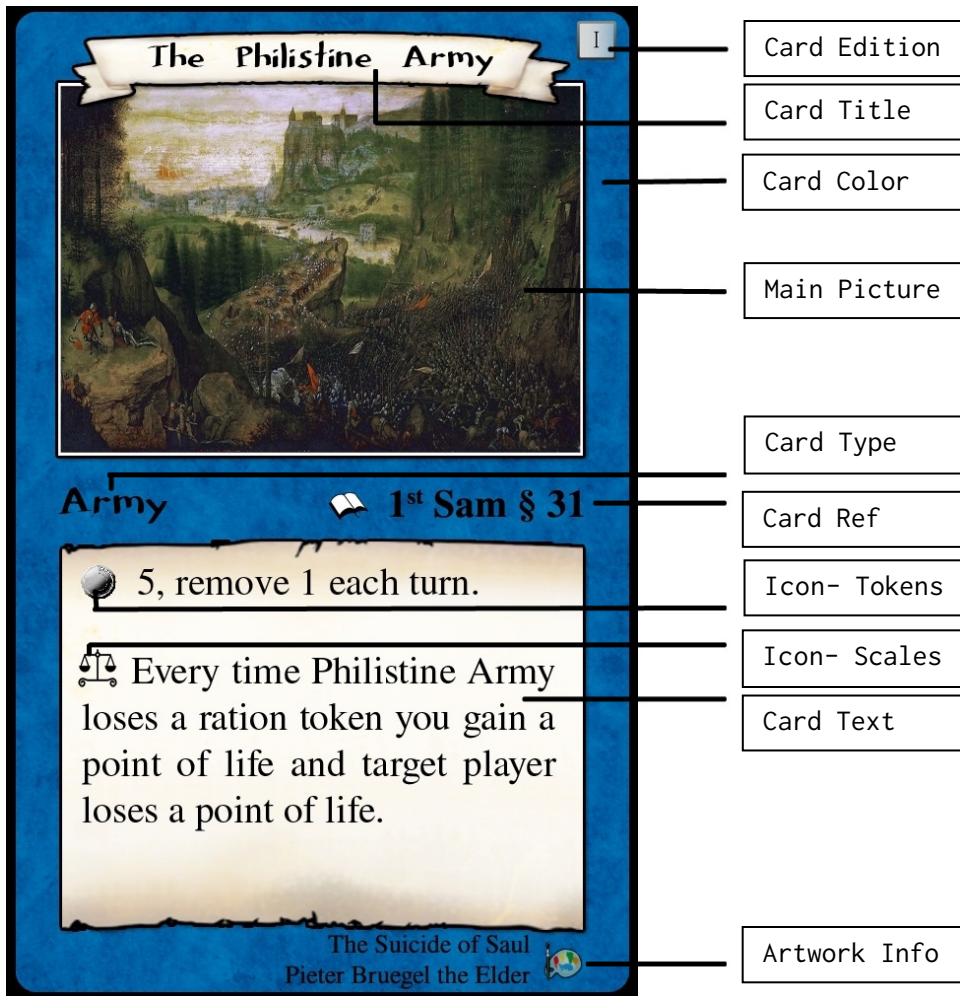 The Philistine Army
I
Card Edition
Card Title
Card Color
Main Picture
Card Type
Army
1st Sam § 31
Card Ref
5, remove 1 each turn.
Icon- Tokens
Icon- Scales
Every time Philistine Army
loses a ration token you gain a
point of life and target player
loses a point of life.
Card Text
The Suicide of Saul
Pieter Bruegel the Elder
Artwork Info